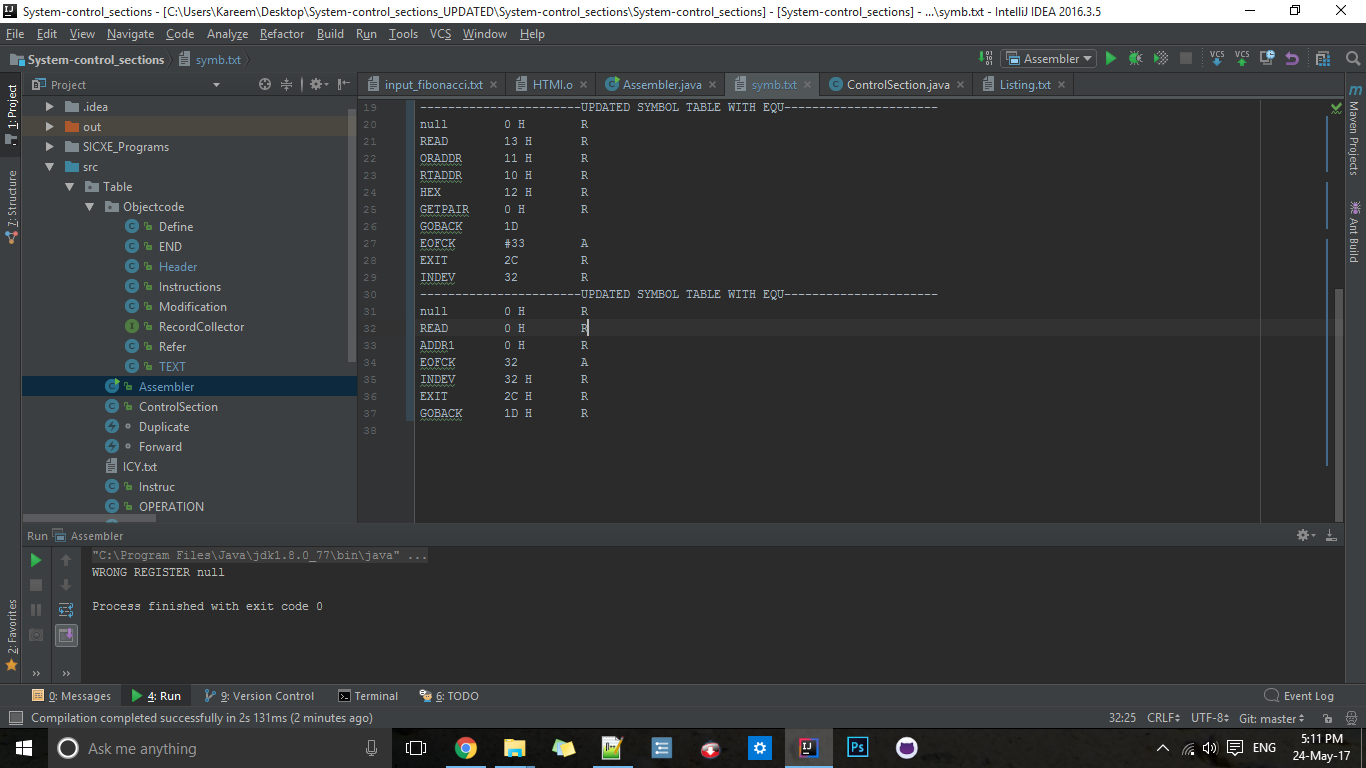 System-control_sections - [C:\Users\Kareem\Desktop\System-control_sections_UPDATED\System-control_sections\System-control_sections] - [System-control_sections] - ...\symb.txt - IntelliJ IDEA 2016.3.5
File Edit View Navigate Code Analyze Refactor Build Run Tools VCS Window Help
System-control_sections symb.txt Assembler VCS VCS
Project input_fibonacci.txt HTMl.o Assembler.java symb.txt ControlSection.java Listing.txt
1: Project
7: Structure
2: Favorites
.idea
out
SICXE_Programs
src
Table
Objectcode
Define
END
Header
Instructions
Modification
RecordCollector
Refer
TEXT
Assembler
ControlSection
Duplicate
Forward
ICY.txt
Instruc
OPERATION
19 -----------------------UPDATED SYMBOL TABLE WITH EQU----------------------
20 null 0 H R
21 READ 13 H R
22 ORADDR 11 H R
23 RTADDR 10 H R
24 HEX 12 H R
25 GETPAIR 0 H R
26 GOBACK 1D
27 EOFCK #33 A
28 EXIT 2C R
29 INDEV 32 R
30 -----------------------UPDATED SYMBOL TABLE WITH EQU----------------------
31 null 0 H R
32 READ 0 H R
33 ADDR1 0 H R
34 EOFCK 32 A
35 INDEV 32 H R
36 EXIT 2C H R
37 GOBACK 1D H R
38
Maven Projects
Ant Build
Run Assembler
"C:\Program Files\Java\jdk1.8.0_77\bin\java" ...
WRONG REGISTER null
Process finished with exit code 0
0: Messages 4: Run 9: Version Control Terminal 6: TODO Event Log
Compilation completed successfully in 2s 131ms (2 minutes ago) 32:25 CRLF UTF-8 Git: master
Ask me anything ENG 5:11 PM
24-May-17